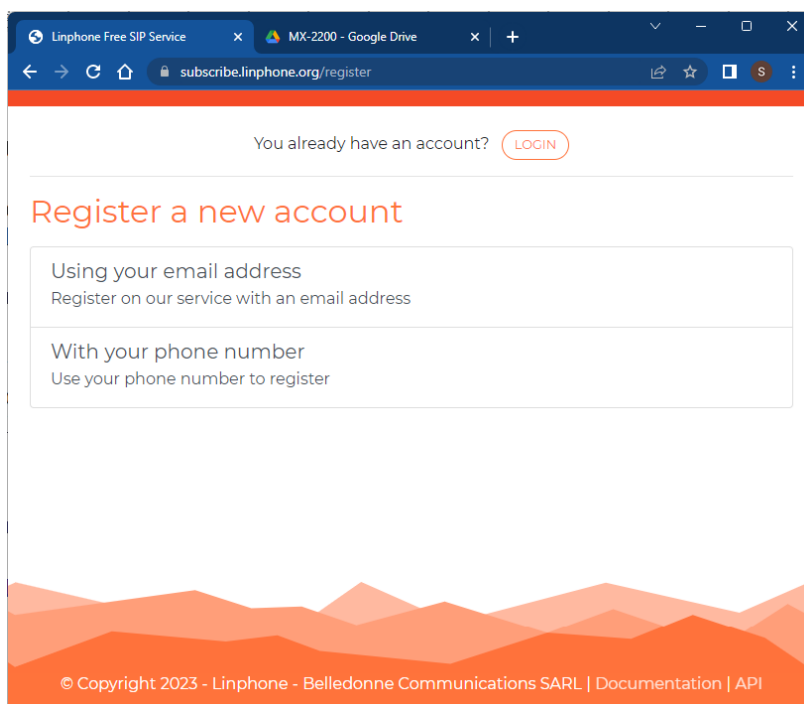 Linphone Free SIP Service
MX-2200 - Google Drive
subscribe.linphone.org/register
S
You already have an account? LOGIN
Register a new account
Using your email address
Register on our service with an email address
With your phone number
Use your phone number to register
© Copyright 2023 - Linphone - Belledonne Communications SARL | Documentation | API